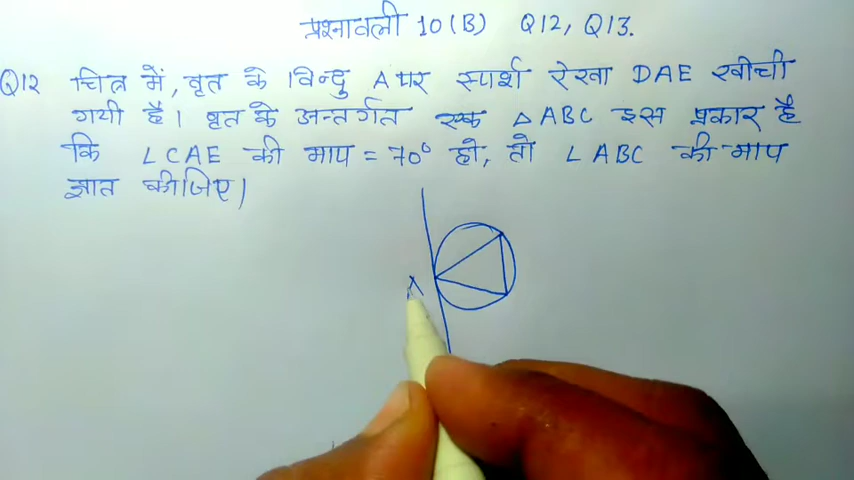 प्रश्नावली 10(B) Q12, Q13.
Q12 चित्र में, वृत के बिन्दु A पर स्पर्श रेखा DAE खीची
गयी है। वृत के अन्तर्गत एक △ABC इस प्रकार है
कि ∠CAE की माप = 70° हो, तो ∠ABC की माप
ज्ञात कीजिए।
A